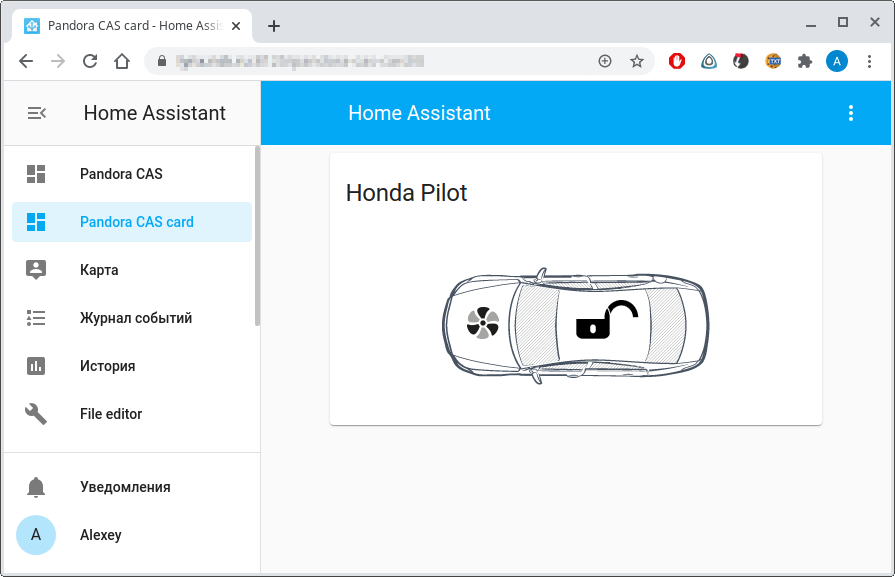 Pandora CAS card - Home Assis
A
Home Assistant
Home Assistant
Pandora CAS
Pandora CAS card
Карта
Журнал событий
История
File editor
Уведомления
A
Alexey
Honda Pilot